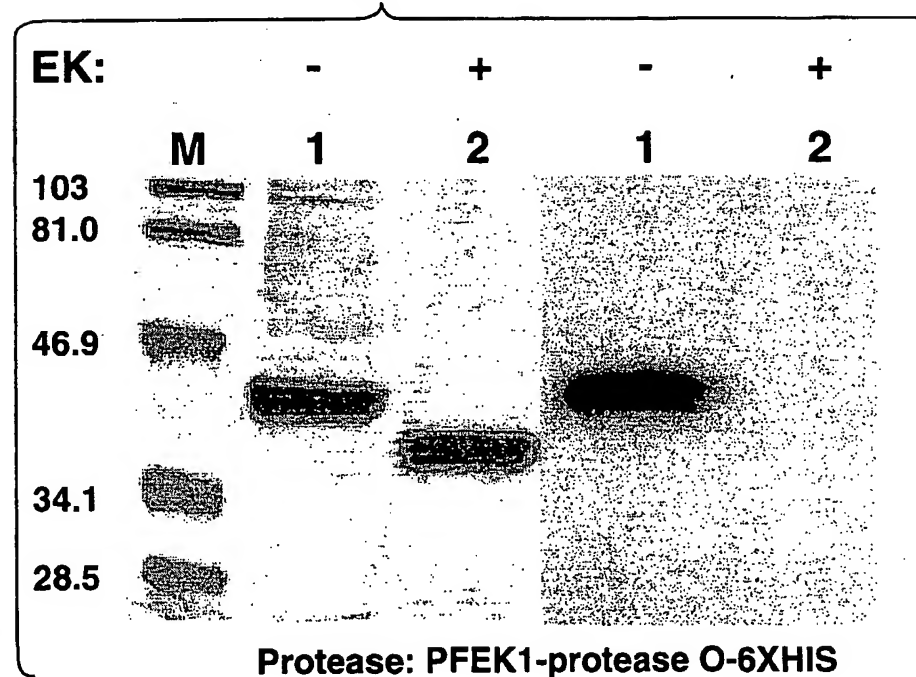 EK: - + - +
M 1 2 1 2
103
81.0
46.9
34.1
28.5
Protease: PFEK1-protease O-6XHIS